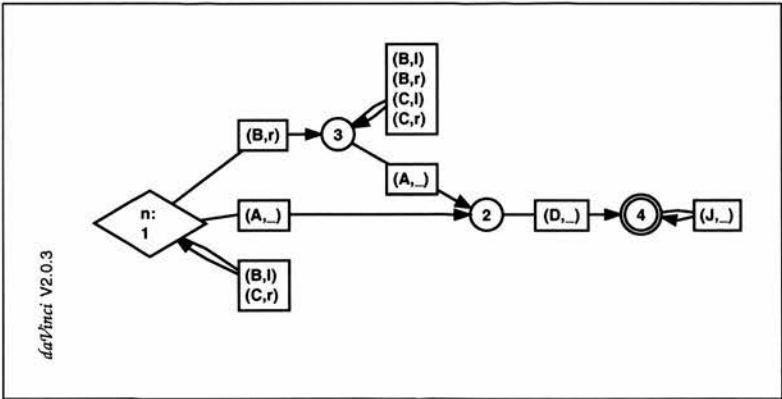 (B,l)
(B,r)
(C,l)
(C,r)
(B,r)
3
(A,_)
n:
1
(A,_)
2
(D,_)
4
(J,_)
(B,l)
(C,r)
daVinci V2.0.3